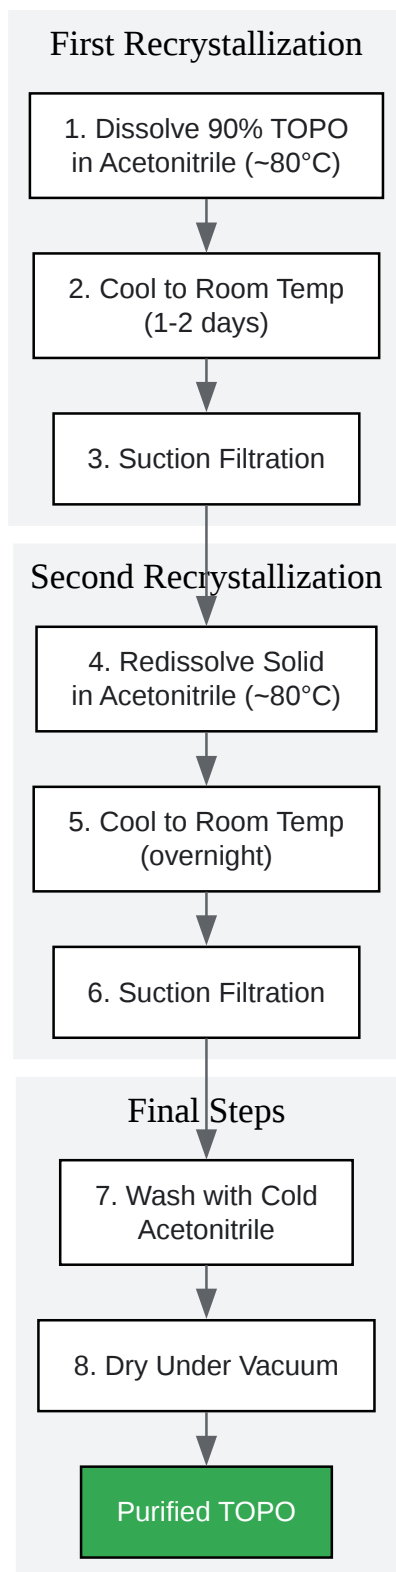 First Recrystallization
1. Dissolve 90% TOPO
in Acetonitrile (~80°C)
2. Cool to Room Temp
(1-2 days)
3. Suction Filtration
Second Recrystallization
4. Redissolve Solid
in Acetonitrile (~80°C)
5. Cool to Room Temp
(overnight)
6. Suction Filtration
Final Steps
7. Wash with Cold
Acetonitrile
8. Dry Under Vacuum
Purified TOPO